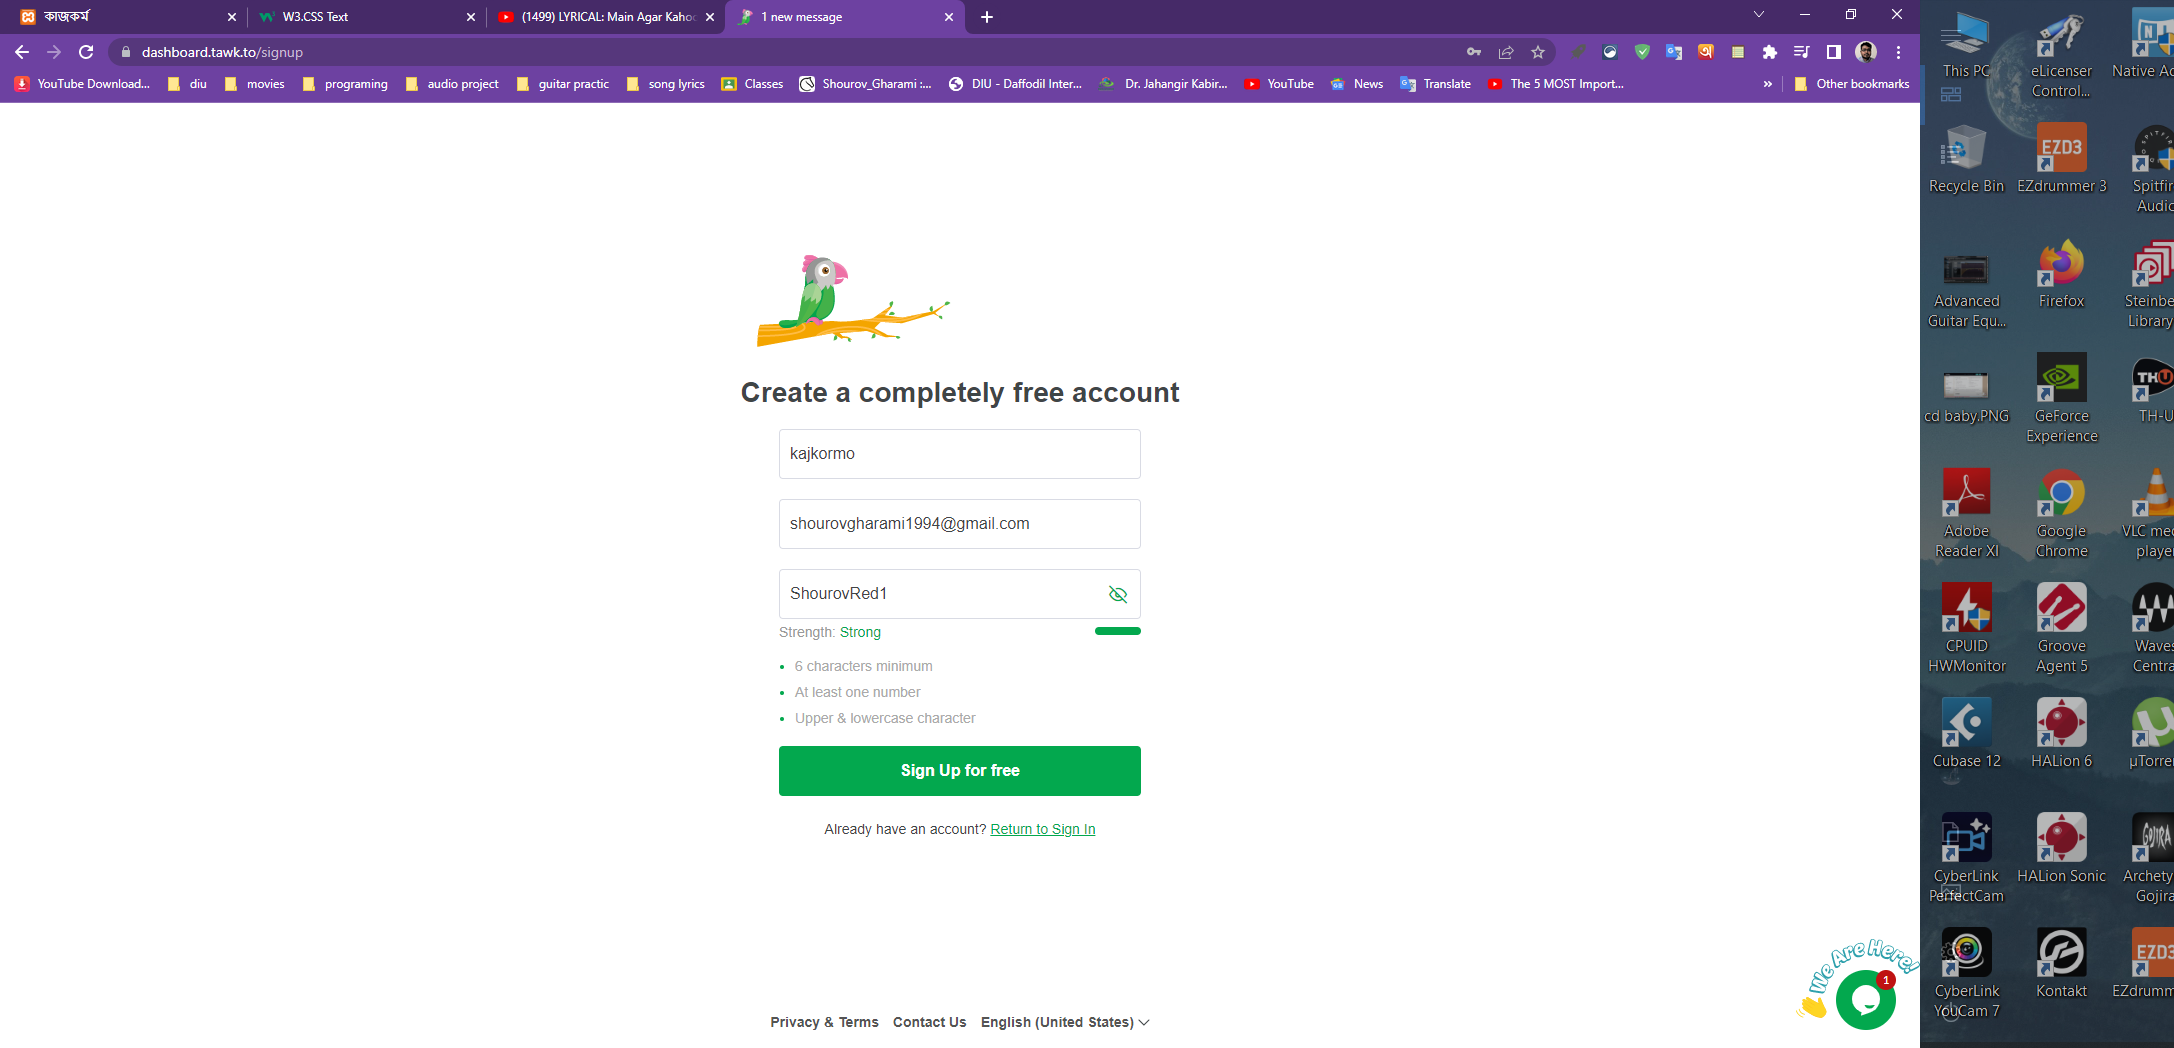 কাজকর্ম
W3.CSS Text
(1499) LYRICAL: Main Agar Kaho
1 new message
dashboard.tawk.to/signup
YouTube Download...
diu
movies
programing
audio project
guitar practic
song lyrics
Classes
Shourov_Gharami :...
DIU - Daffodil Inter...
Dr. Jahangir Kabir...
YouTube
News
Translate
The 5 MOST Import...
»
Other bookmarks
Create a completely free account
kajkormo
shourovgharami1994@gmail.com
ShourovRed1
Strength: Strong
6 characters minimum
At least one number
Upper & lowercase character
Sign Up for free
Already have an account? Return to Sign In
Privacy & Terms Contact Us English (United States)
We Are Here!
1
This PC
eLicenser
Control...
Native Ac
Recycle Bin
EZD3
EZdrummer 3
Spitfir
Audio
Advanced
Guitar Equ...
Firefox
Steinbe
Library
cd baby.PNG
GeForce
Experience
THU
TH-U
Adobe
Reader XI
Google
Chrome
VLC med
player
CPUID
HWMonitor
Groove
Agent 5
Waves
Centra
Cubase 12
HALion 6
µTorre
CyberLink
PerfectCam
HALion Sonic
GOJIRA
Archety
Gojira
CyberLink
YouCam 7
Kontakt
EZD3
EZdrumm